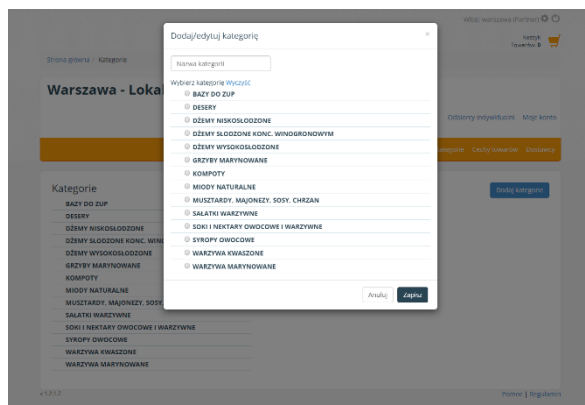 Witaj, warszawa (Partner)
Koszyk
Towarów: 0
Strona główna / Kategorie
Warszawa - Loka
Odbiorcy indywidualni Moje konto
Kategorie Cechy towarów Dostawcy
Kategorie
Dodaj kategorię
BAZY DO ZUP
DESERY
DŻEMY NISKOSŁODZONE
DŻEMY SŁODZONE KONC. WINO
DŻEMY WYSOKOSŁODZONE
GRZYBY MARYNOWANE
KOMPOTY
MIODY NATURALNE
MUSZTARDY, MAJONEZY, SOSY
SAŁATKI WARZYWNE
SOKI I NEKTARY OWOCOWE I WARZYWNE
SYROPY OWOCOWE
WARZYWA KWASZONE
WARZYWA MARYNOWANE
Pomoc | Regulamin
Dodaj/edytuj kategorię ×
Nazwa kategorii
Wybierz kategorię Wyczyść
BAZY DO ZUP
DESERY
DŻEMY NISKOSŁODZONE
DŻEMY SŁODZONE KONC. WINOGRONOWYM
DŻEMY WYSOKOSŁODZONE
GRZYBY MARYNOWANE
KOMPOTY
MIODY NATURALNE
MUSZTARDY, MAJONEZY, SOSY, CHRZAN
SAŁATKI WARZYWNE
SOKI I NEKTARY OWOCOWE I WARZYWNE
SYROPY OWOCOWE
WARZYWA KWASZONE
WARZYWA MARYNOWANE
Anuluj Zapisz